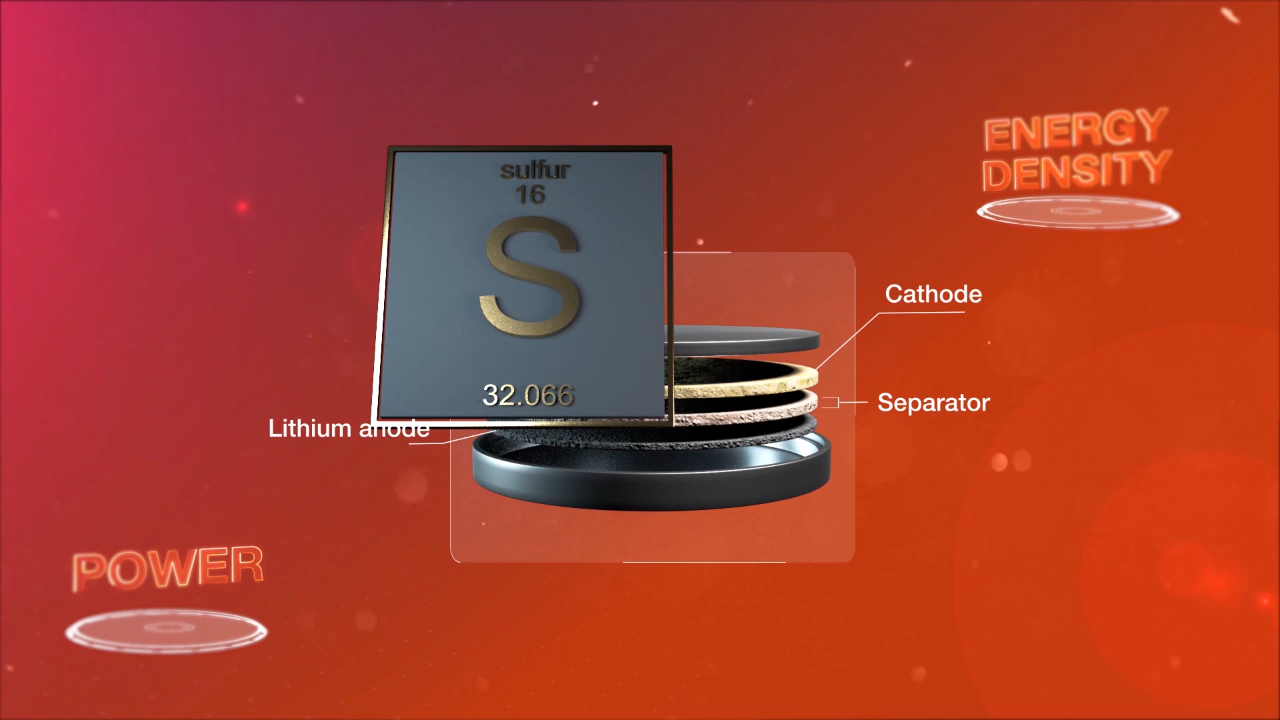 ENERGY
DENSITY
sulfur
16
S
32.066
Cathode
Separator
Lithium anode
POWER